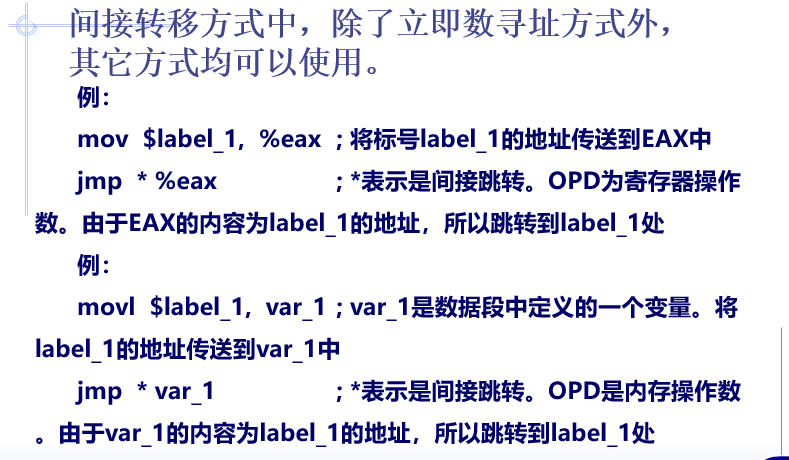 间接转移方式中，除了立即数寻址方式外，
其它方式均可以使用。
例：
mov $label_1, %eax ; 将标号label_1的地址传送到EAX中
jmp * %eax ; *表示是间接跳转。OPD为寄存器操作
数。由于EAX的内容为label_1的地址，所以跳转到label_1处
例：
movl $label_1, var_1 ; var_1是数据段中定义的一个变量。将
label_1的地址传送到var_1中
jmp * var_1 ; *表示是间接跳转。OPD是内存操作数
。由于var_1的内容为label_1的地址，所以跳转到label_1处